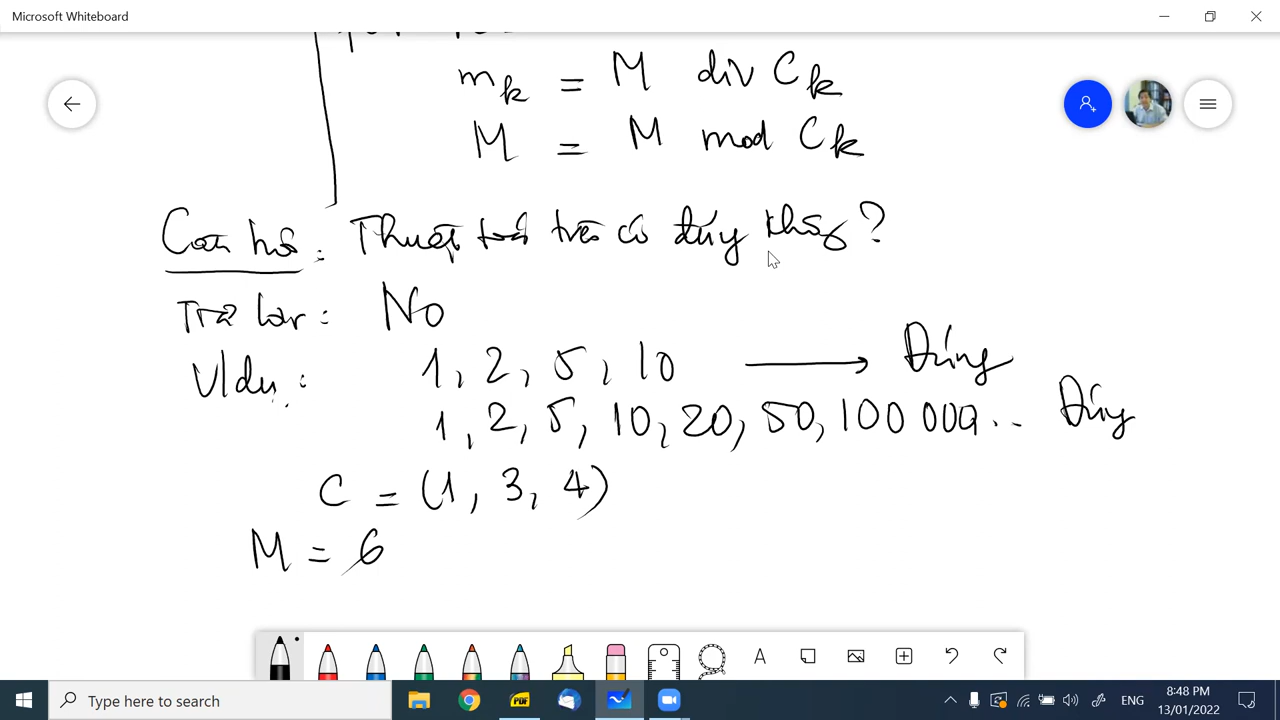 Microsoft Whiteboard
m_k = M div C_k
M = M mod C_k
Câu hỏi: Thuật toán trên có đúng không?
Trả lời: No
Ví dụ: 1, 2, 5, 10 → Đúng
1, 2, 5, 10, 20, 50, 100 000... Đúng
C = (1, 3, 4)
M = 6
A
Type here to search
PDF
ENG
8:48 PM
13/01/2022